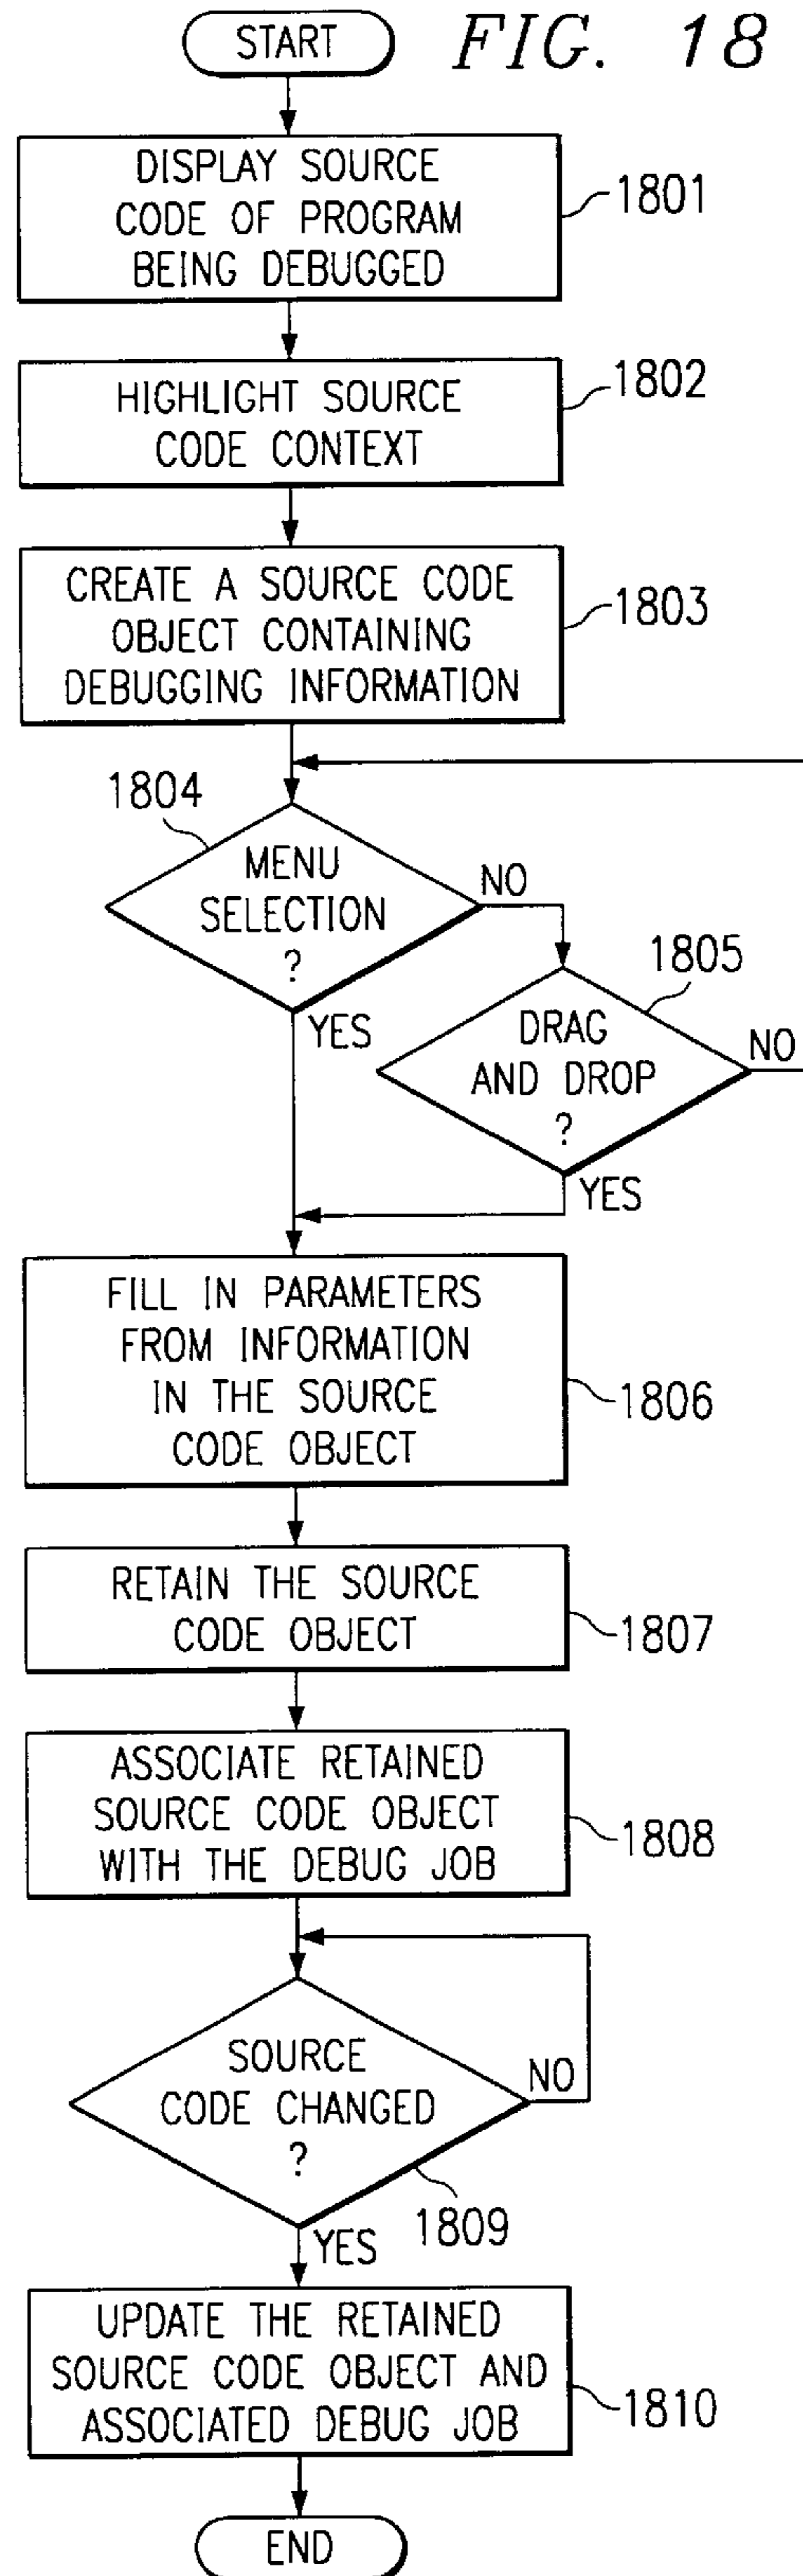 START
FIG. 18
DISPLAY SOURCE
CODE OF PROGRAM
BEING DEBUGGED
1801
HIGHLIGHT SOURCE
CODE CONTEXT
1802
CREATE A SOURCE CODE
OBJECT CONTAINING
DEBUGGING INFORMATION
1803
1804
MENU
SELECTION
?
NO
YES
1805
DRAG
AND DROP
?
NO
YES
FILL IN PARAMETERS
FROM INFORMATION
IN THE SOURCE
CODE OBJECT
1806
RETAIN THE SOURCE
CODE OBJECT
1807
ASSOCIATE RETAINED
SOURCE CODE OBJECT
WITH THE DEBUG JOB
1808
SOURCE
CODE CHANGED
?
NO
1809
YES
UPDATE THE RETAINED
SOURCE CODE OBJECT AND
ASSOCIATED DEBUG JOB
1810
END